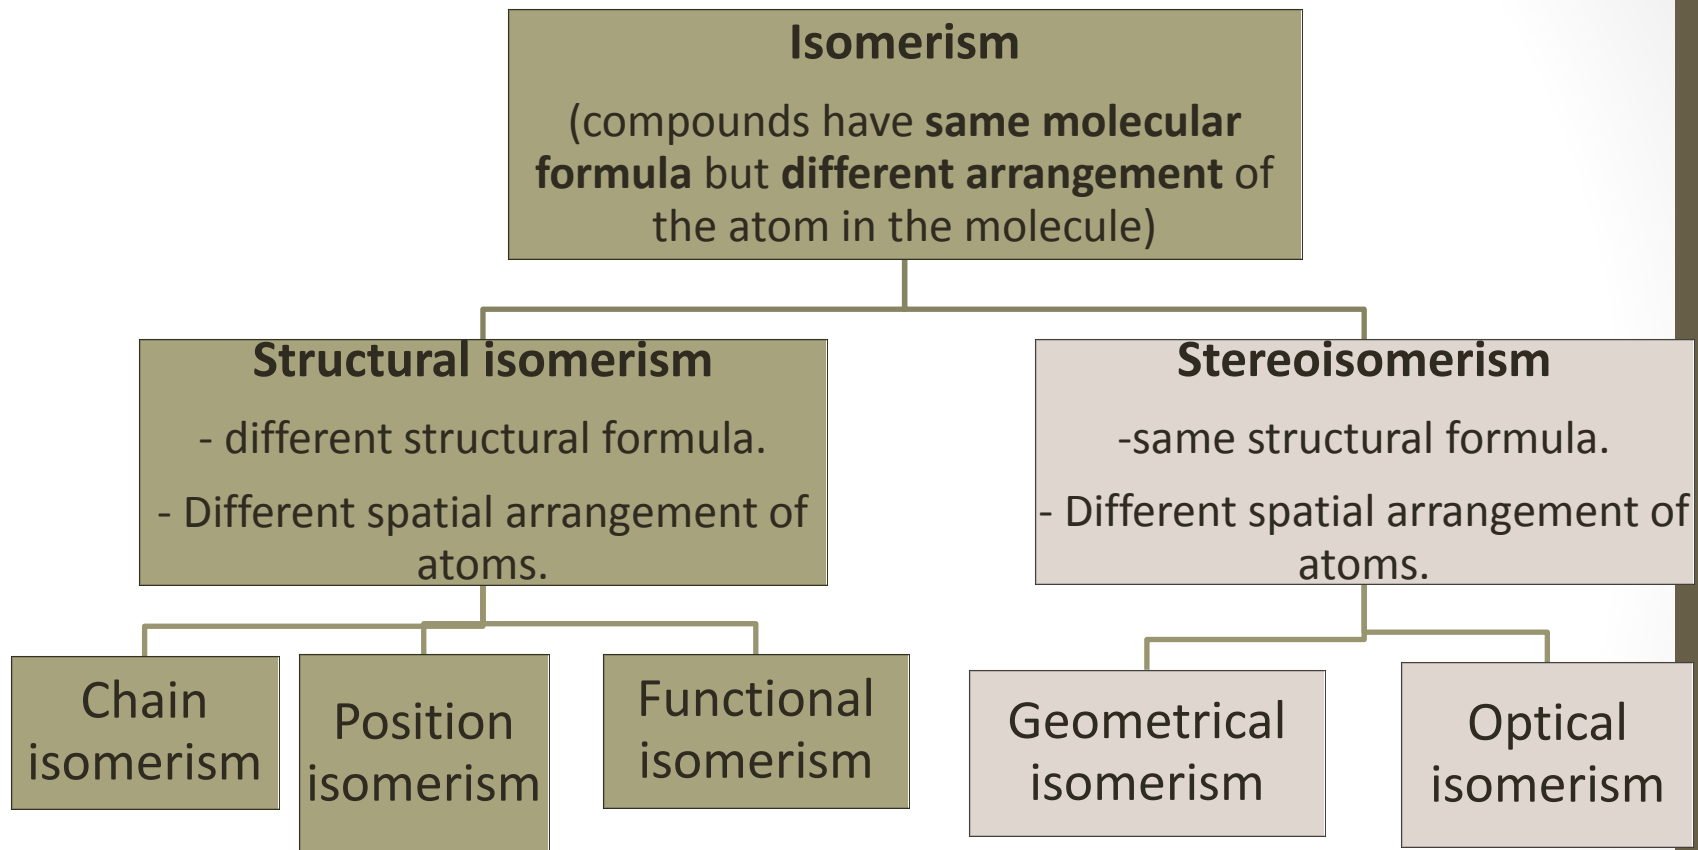 Isomerism
(compounds have same molecular
formula but different arrangement of
the atom in the molecule)
Structural isomerism
- different structural formula.
- Different spatial arrangement of
atoms.
Stereoisomerism
-same structural formula.
- Different spatial arrangement of
atoms.
Chain
isomerism
Position
isomerism
Functional
isomerism
Geometrical
isomerism
Optical
isomerism